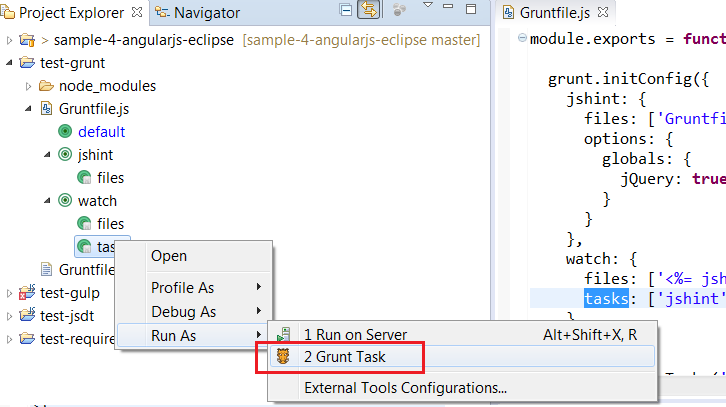 Project Explorer
Navigator
sample-4-angularjs-eclipse [sample-4-angularjs-eclipse master]
test-grunt
node_modules
Gruntfile.js
default
jshint
files
watch
files
tas
Gruntfile
test-gulp
test-jsdt
test-require
Open
Profile As
Debug As
Run As
1 Run on Server Alt+Shift+X, R
2 Grunt Task
External Tools Configurations...
Gruntfile.js
module.exports = funct
grunt.initConfig({
jshint: {
files: ['Gruntfi
options: {
globals: {
jQuery: true
}
}
},
watch: {
files: ['<%= jsh
tasks: ['jshint'
}